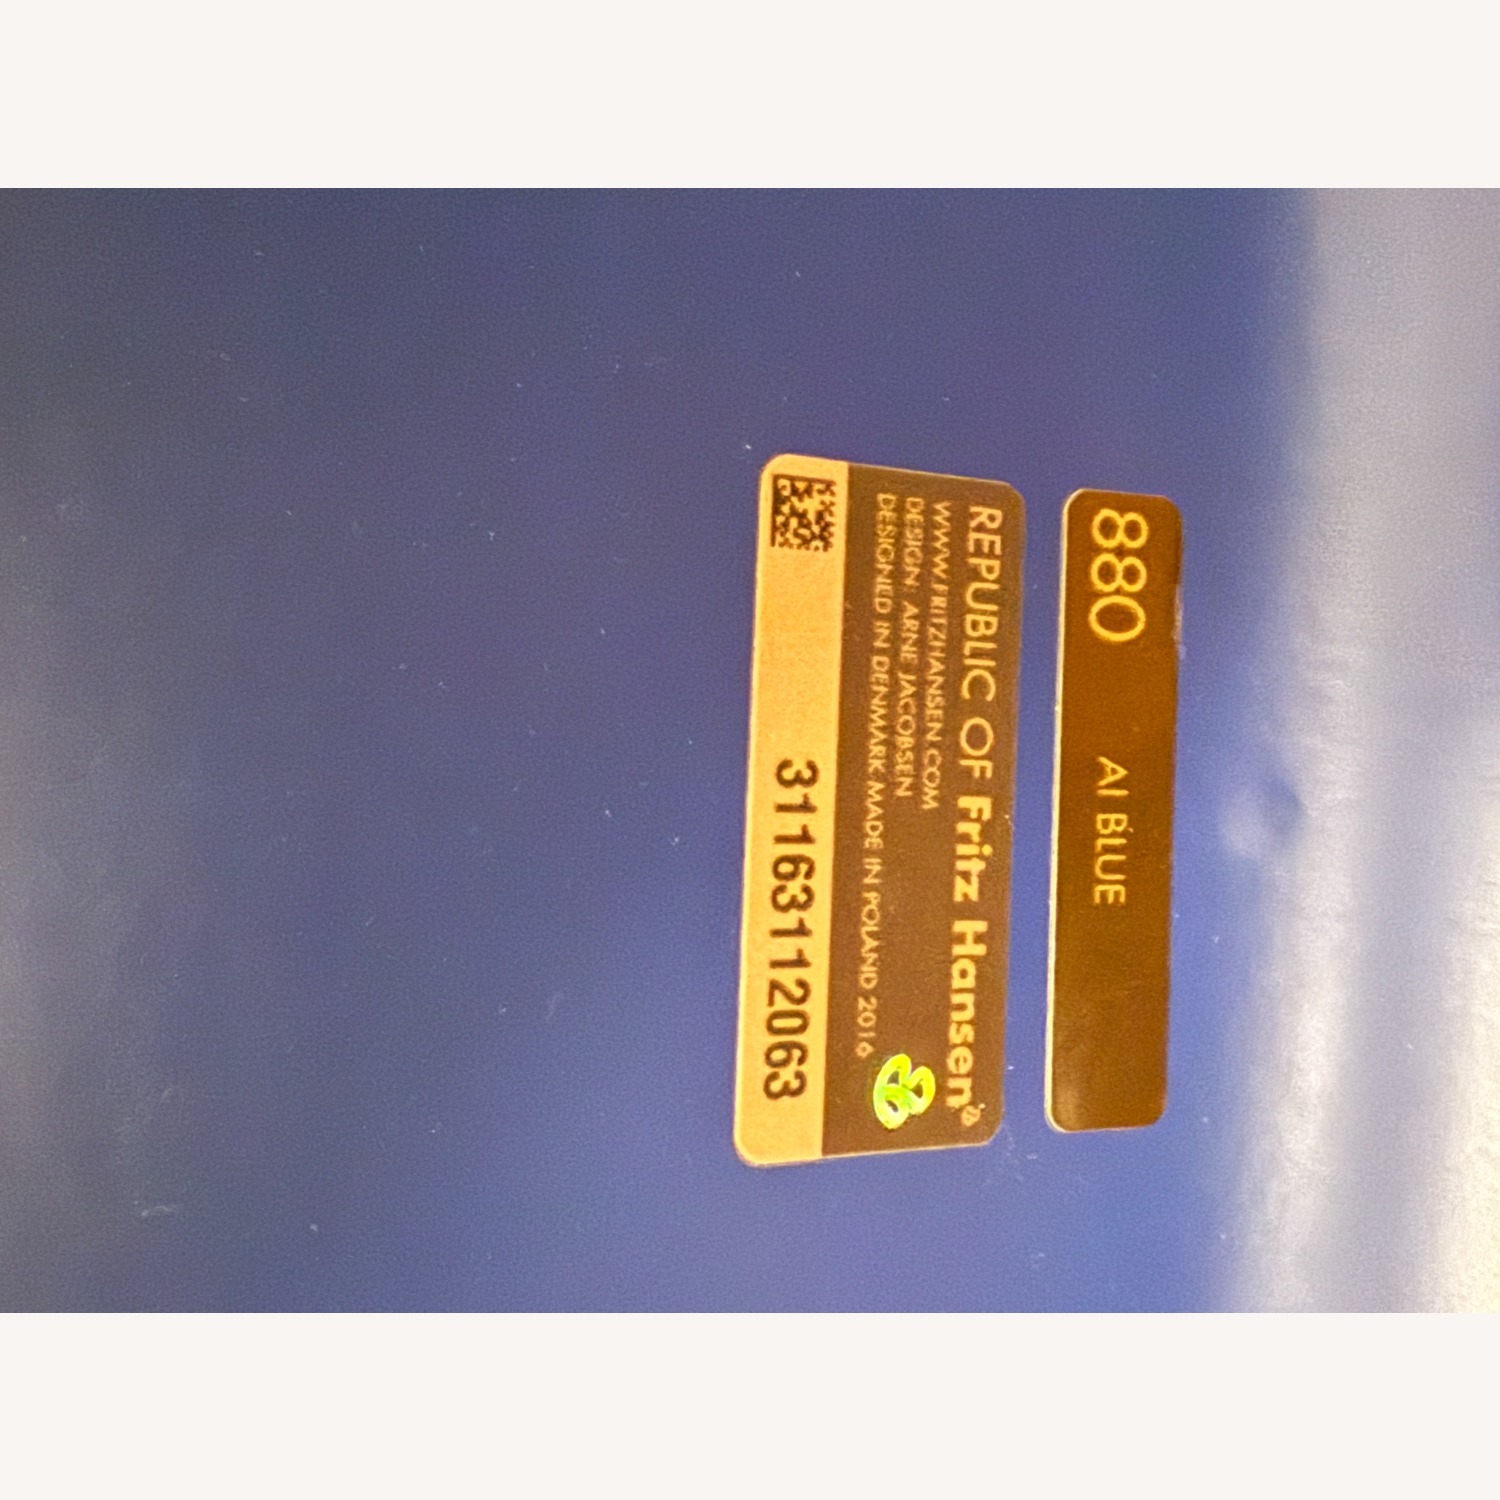 880 AI BLUE
REPUBLIC OF Fritz Hansen®
WWW.FRITZHANSEN.COM
DESIGN: ARNE JACOBSEN
DESIGNED IN DENMARK. MADE IN POLAND 2016
311631112063